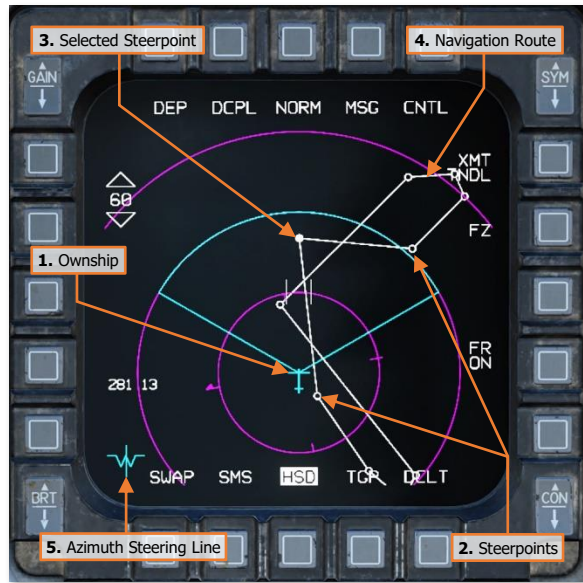 3. Selected Steerpoint
4. Navigation Route
GAIN
SYM
DEP DCPL NORM MSG CNTL
XMT
TNDL
60
FZ
1. Ownship
FR
ON
281 13
SWAP SMS HSD TGP DCLT
BRT
CON
5. Azimuth Steering Line
2. Steerpoints